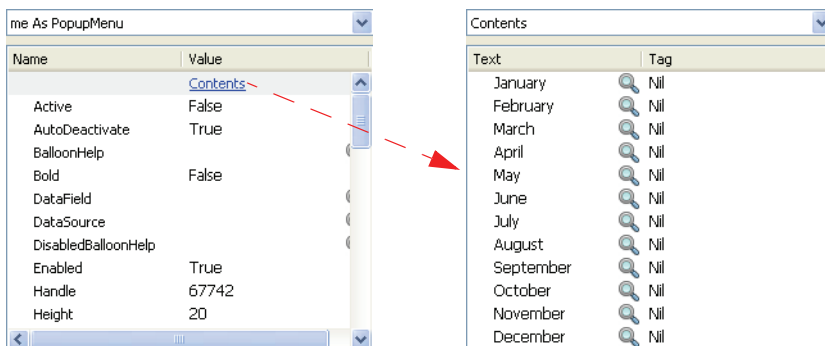 me As PopupMenu
Name Value
Contents
Active False
AutoDeactivate True
BalloonHelp
Bold False
DataField
DataSource
DisabledBalloonHelp
Enabled True
Handle 67742
Height 20
Contents
Text Tag
January Nil
February Nil
March Nil
April Nil
May Nil
June Nil
July Nil
August Nil
September Nil
October Nil
November Nil
December Nil